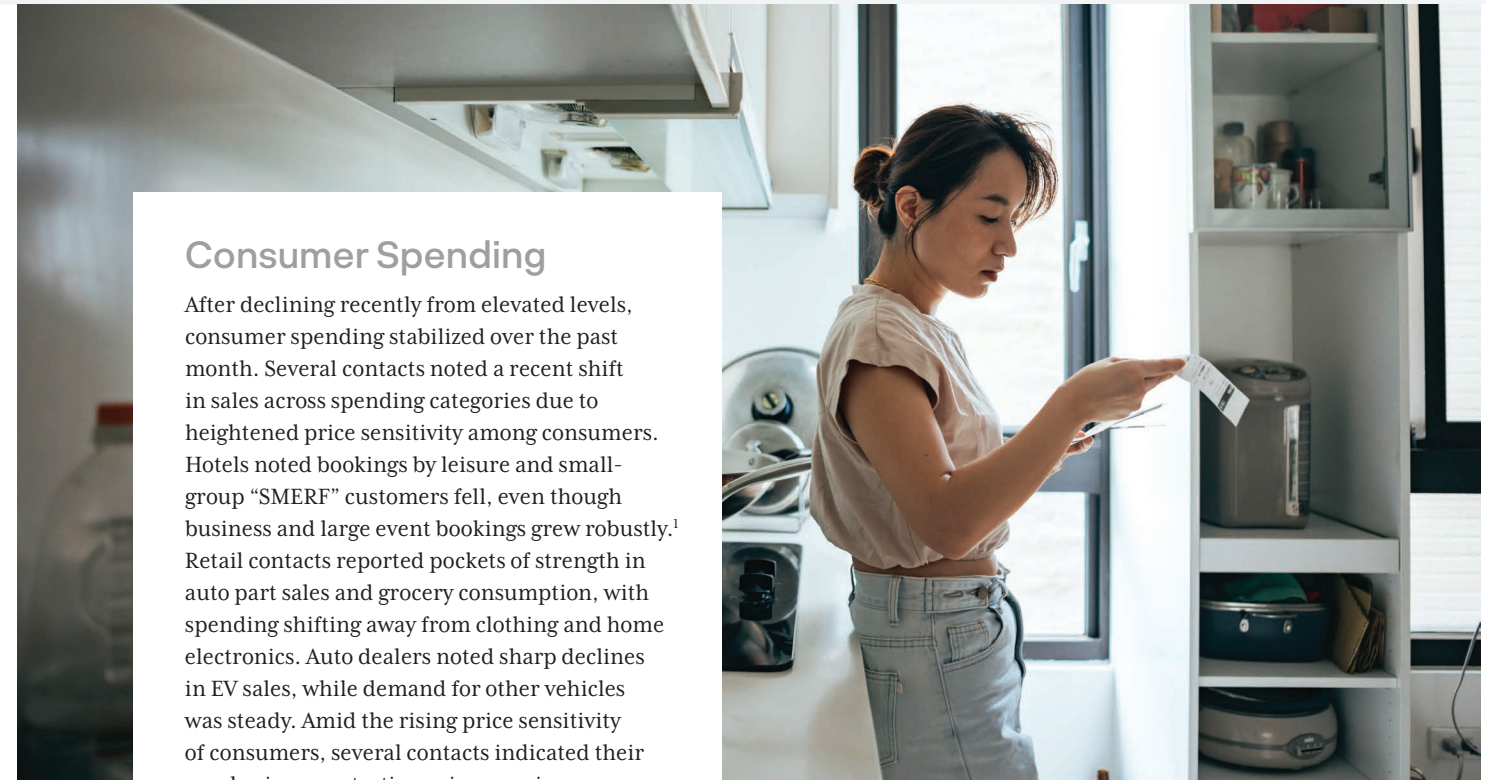 Consumer Spending
After declining recently from elevated levels,
consumer spending stabilized over the past
month. Several contacts noted a recent shift
in sales across spending categories due to
heightened price sensitivity among consumers.
Hotels noted bookings by leisure and small-
group “SMERF” customers fell, even though
business and large event bookings grew robustly.¹
Retail contacts reported pockets of strength in
auto part sales and grocery consumption, with
spending shifting away from clothing and home
electronics. Auto dealers noted sharp declines
in EV sales, while demand for other vehicles
was steady. Amid the rising price sensitivity
of consumers, several contacts indicated their